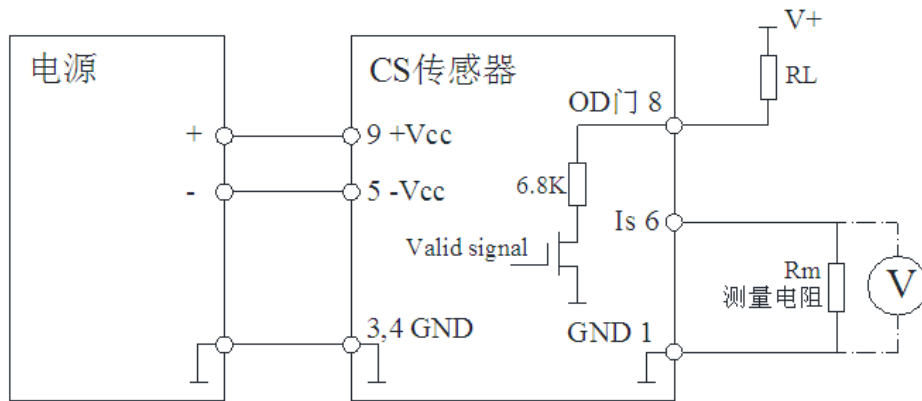 电源
+
-
CS传感器
9 +Vcc
5 -Vcc
3,4 GND
OD门 8
6.8K
Valid signal
Is 6
GND 1
V+
RL
Rm
测量电阻
V